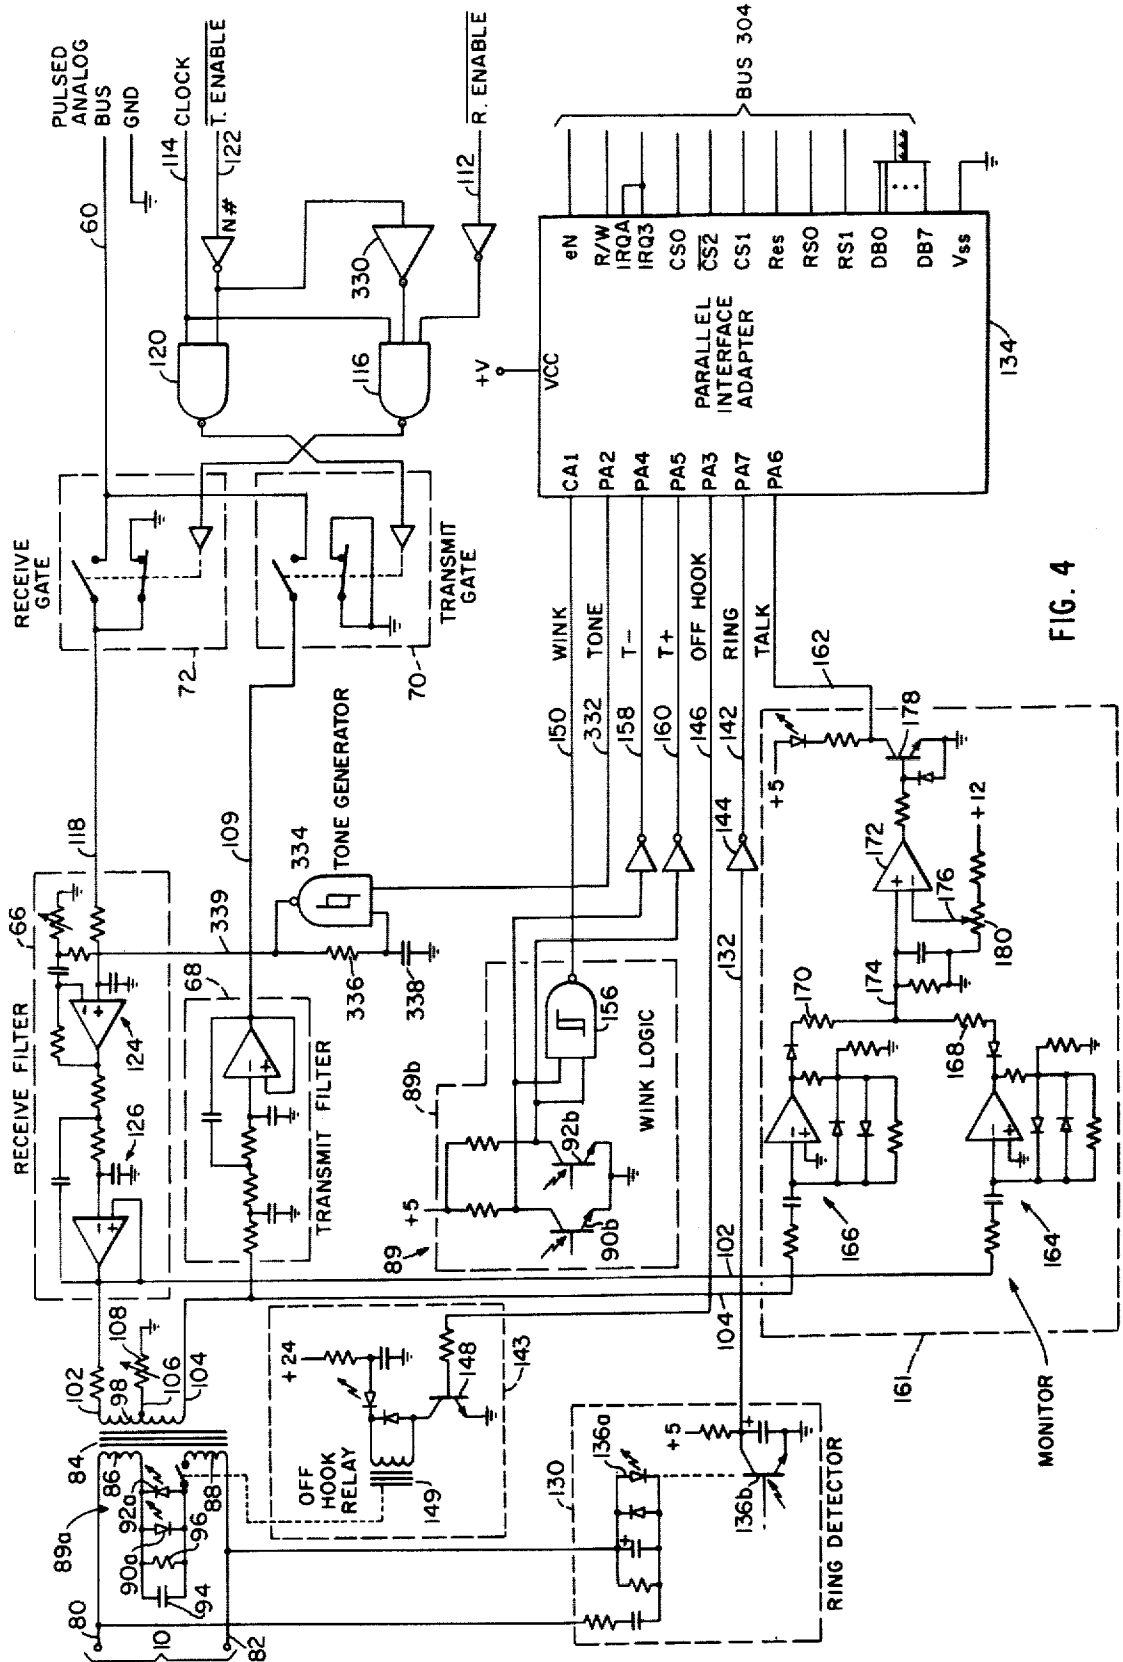 PULSED
ANALOG
BUS
GND
60
CLOCK
114
T. ENABLE
122
N#
R. ENABLE
112
330
120
116
RECEIVE
GATE
72
TRANSMIT
GATE
70
118
109
RECEIVE FILTER
66
124
126
339
TONE GENERATOR
334
336
338
68
TRANSMIT FILTER
102
98
108
106
104
84
86
88
89a
92a
90a
96
94
80
10
82
+24
OFF
HOOK
RELAY
148
143
149
89b
89
+5
92b
90b
156
WINK LOGIC
150
WINK
332
TONE
158
T-
160
T+
146
OFF HOOK
142
RING
TALK
144
132
162
102
104
+V
VCC
CA1
PA2
PA4
PA5
PA3
PA7
PA6
PARALLEL
INTERFACE
ADAPTER
eN
R/W
IRQA
IRQ3
CS0
CS2
CS1
Res
RS0
RS1
DB0
DB7
Vss
134
BUS 304
130
136a
+5
136b
RING DETECTOR
161
MONITOR
166
164
170
168
174
172
176
180
+12
+5
178
FIG. 4